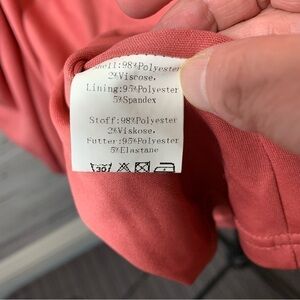 Shell:98%Polyester
2%Viscose,
Lining:95%Polyester
5%Spandex
Stoff:98%Polyester
2%Viskose,
Futter:95%Polyester
5%Elastane
30